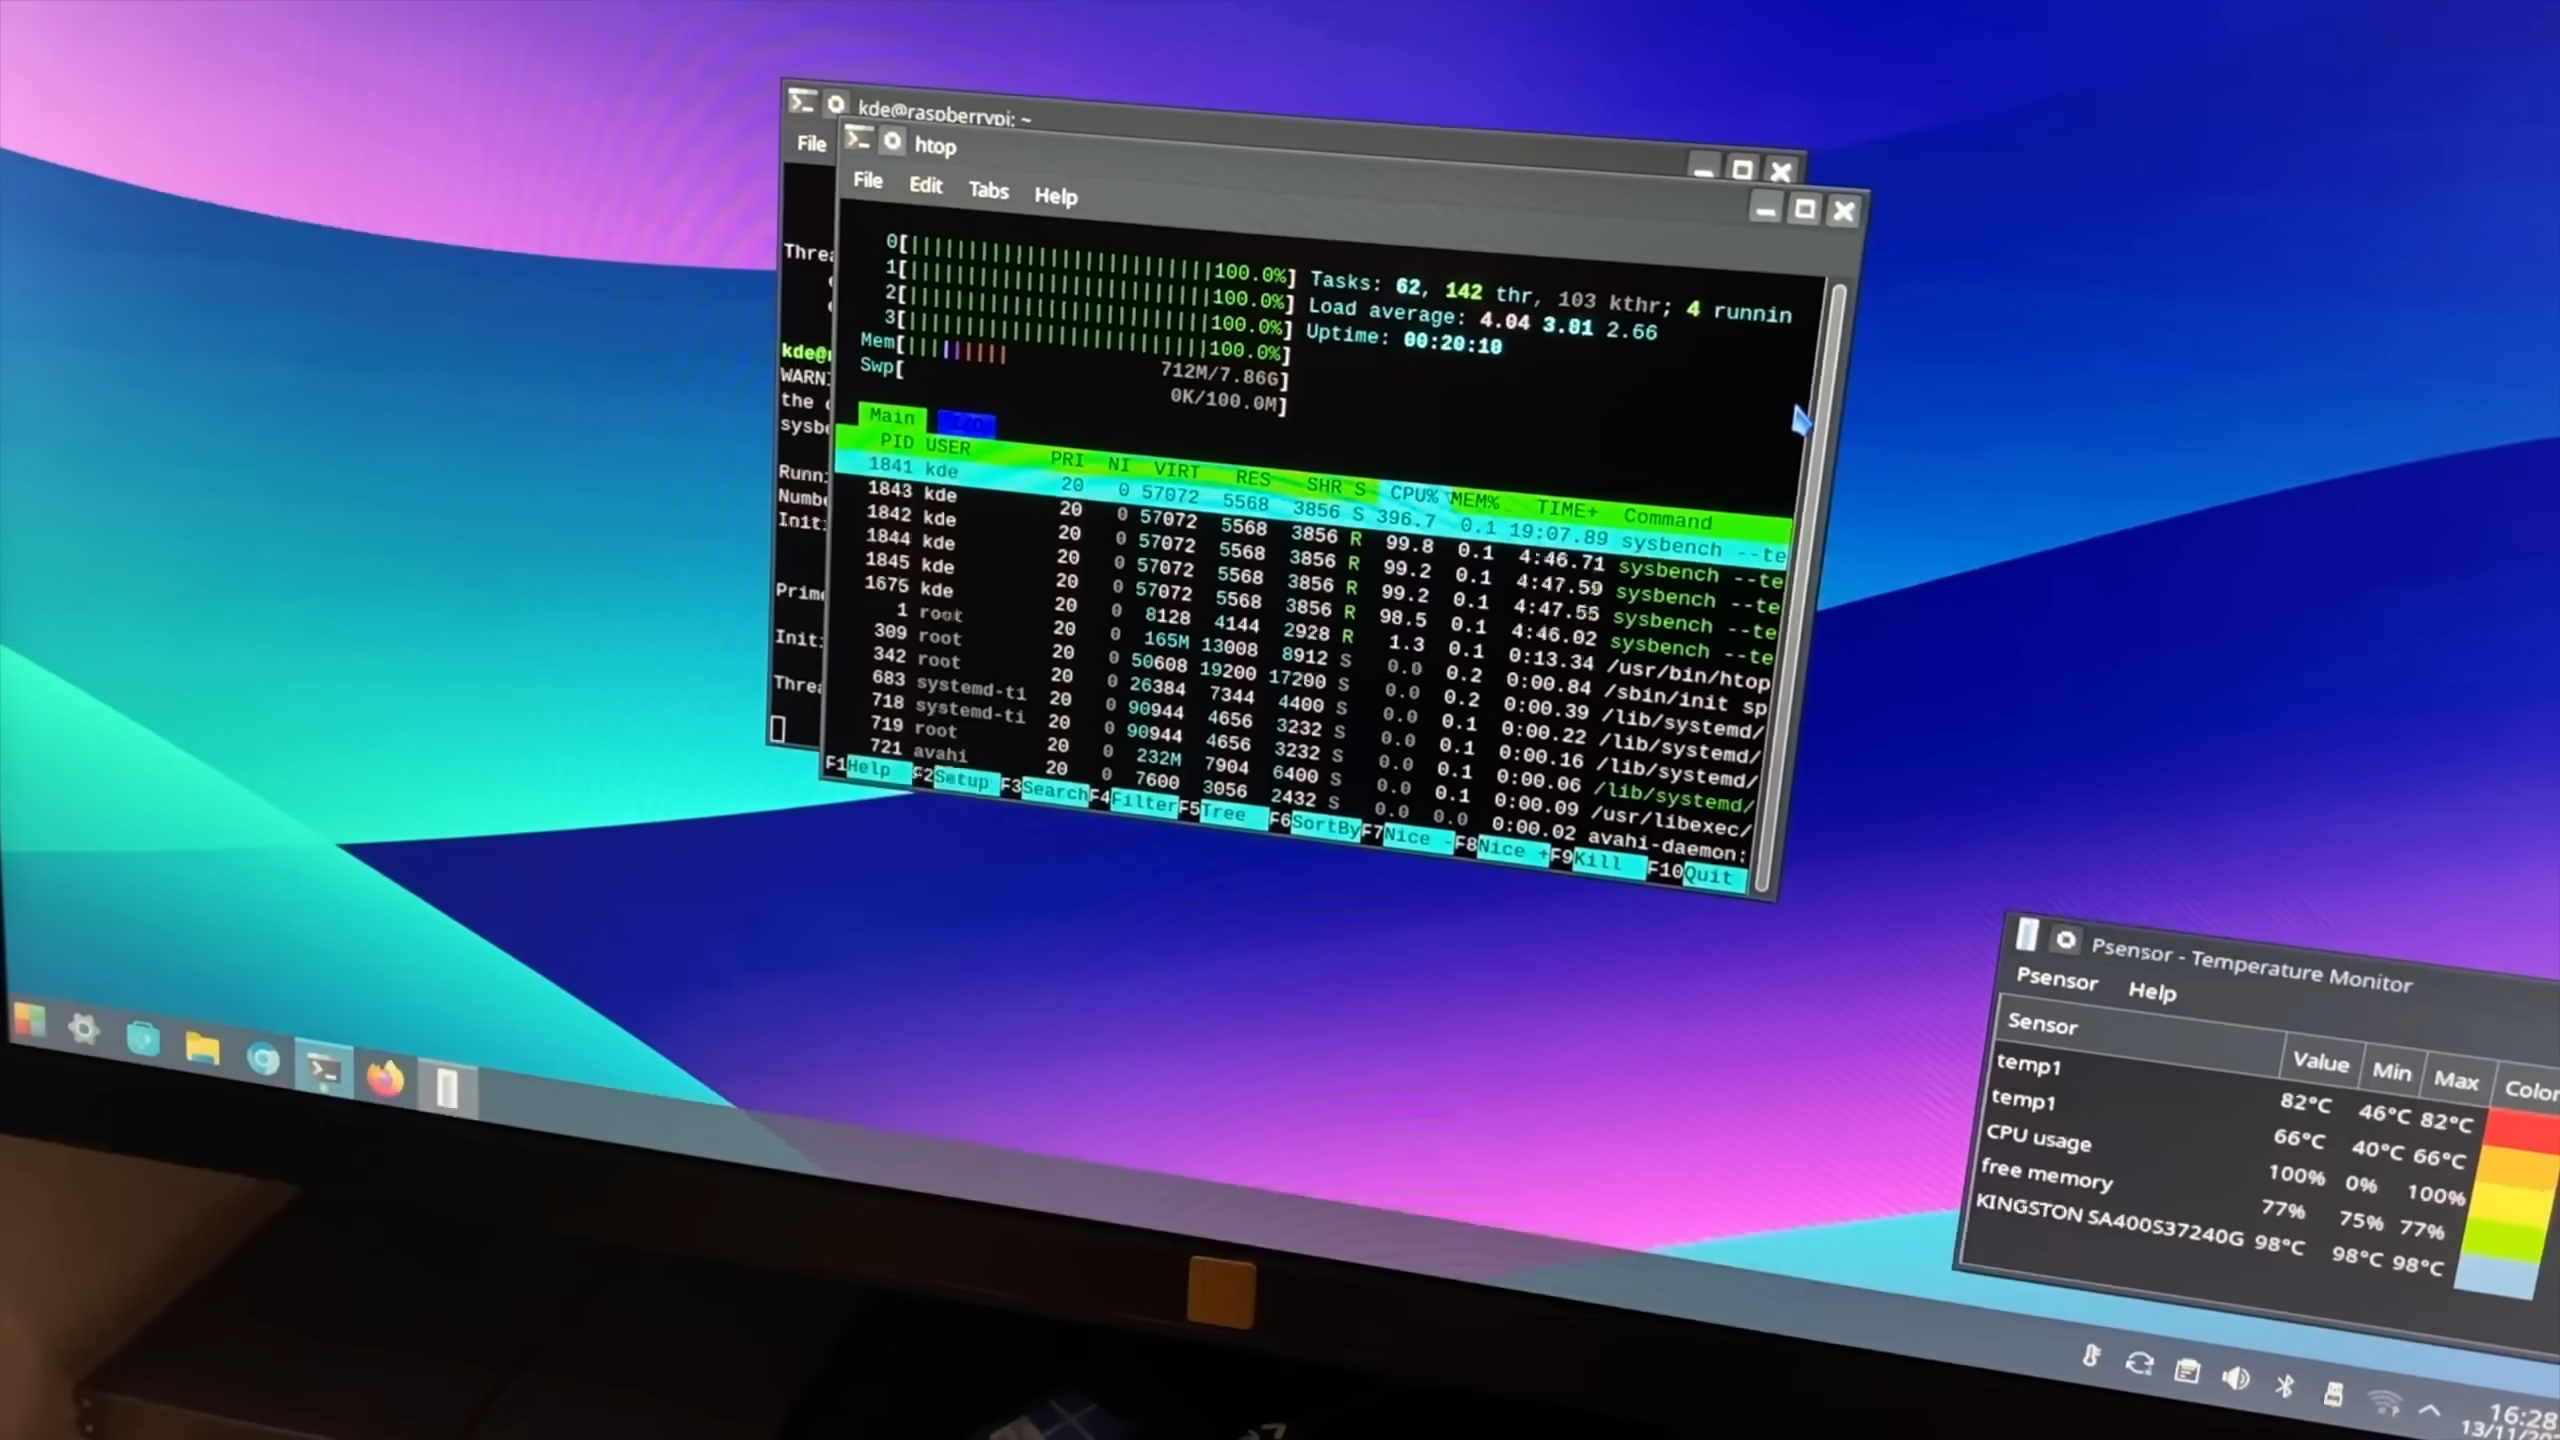 kde@raspberrypi: ~
File
Threa
kde@r
WARNI
the
sysbe
Runni
Numbe
Initi
Prime
Initi
Threa
htop
File Edit Tabs Help
0[100.0%] Tasks: 62, 142 thr, 103 kthr; 4 runnin
1[100.0%] Load average: 4.04 3.81 2.66
2[100.0%] Uptime: 00:20:10
3[100.0%]
Mem[712M/7.86G]
Swp[0K/100.0M]
Main I/O
PID USER PRI NI VIRT RES SHR S CPU% MEM% TIME+ Command
1841 kde 20 0 57072 5568 3856 S 396.7 0.1 19:07.89 sysbench --te
1843 kde 20 0 57072 5568 3856 R 99.8 0.1 4:46.71 sysbench --te
1842 kde 20 0 57072 5568 3856 R 99.2 0.1 4:47.59 sysbench --te
1844 kde 20 0 57072 5568 3856 R 99.2 0.1 4:47.55 sysbench --te
1845 kde 20 0 57072 5568 3856 R 98.5 0.1 4:46.02 sysbench --te
1675 kde 20 0 8128 4144 2928 R 1.3 0.1 0:13.34 /usr/bin/htop
1 root 20 0 165M 13008 8912 S 0.0 0.2 0:00.84 /sbin/init sp
309 root 20 0 50608 19200 17200 S 0.0 0.2 0:00.39 /lib/systemd/
342 root 20 0 26384 7344 4400 S 0.0 0.1 0:00.22 /lib/systemd/
683 systemd-ti 20 0 90944 4656 3232 S 0.0 0.1 0:00.16 /lib/systemd/
718 systemd-ti 20 0 90944 4656 3232 S 0.0 0.1 0:00.06 /lib/systemd/
719 root 20 0 232M 7904 6400 S 0.0 0.1 0:00.09 /usr/libexec/
721 avahi 20 0 7600 3056 2432 S 0.0 0.0 0:00.02 avahi-daemon:
F1Help F2Setup F3SearchF4FilterF5Tree F6SortByF7Nice -F8Nice +F9Kill F10Quit
Psensor - Temperature Monitor
Psensor Help
Sensor Value Min Max Color
temp1 82°C 46°C 82°C
temp1 66°C 40°C 66°C
CPU usage 100% 0% 100%
free memory 77% 75% 77%
KINGSTON SA400S37240G 98°C 98°C 98°C
16:28
13/11/20